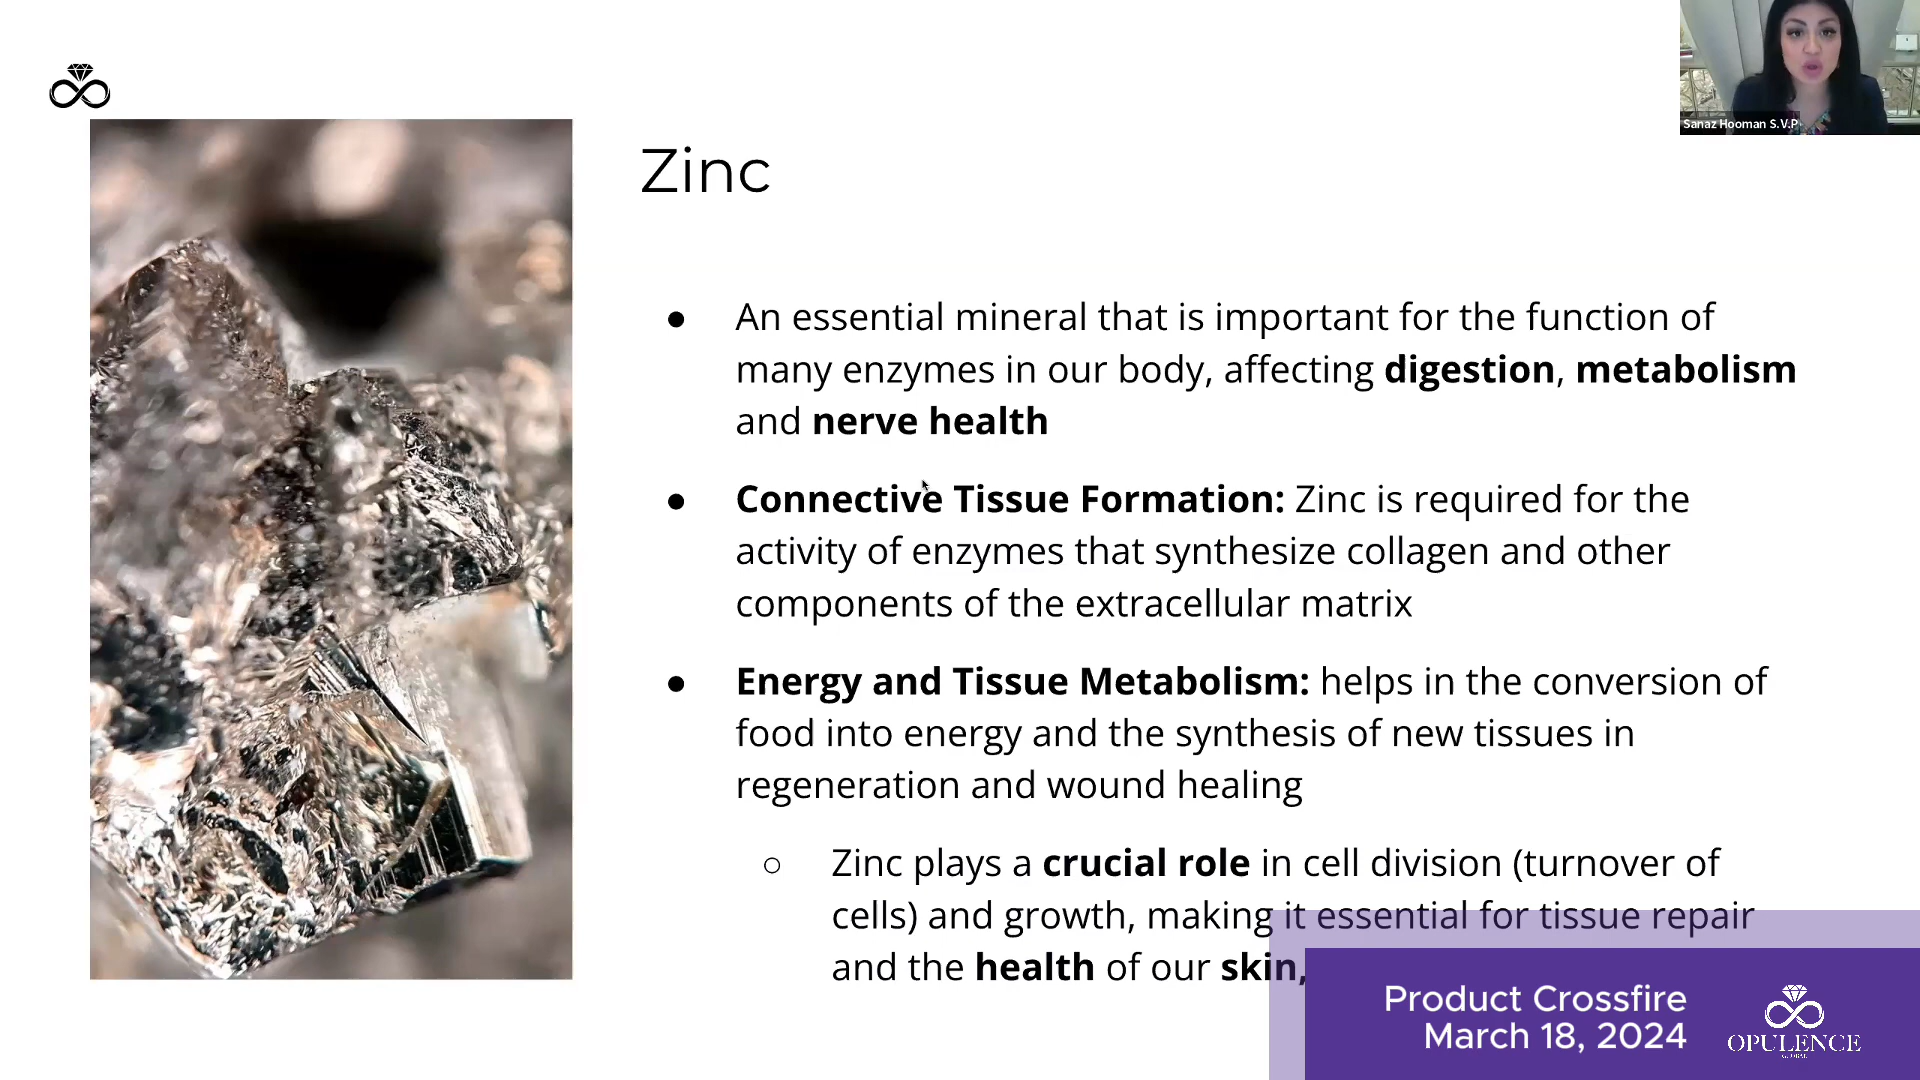 Sanaz Hooman S.V.P
Zinc
● An essential mineral that is important for the function of
many enzymes in our body, affecting digestion, metabolism
and nerve health
● Connective Tissue Formation: Zinc is required for the
activity of enzymes that synthesize collagen and other
components of the extracellular matrix
● Energy and Tissue Metabolism: helps in the conversion of
food into energy and the synthesis of new tissues in
regeneration and wound healing
○ Zinc plays a crucial role in cell division (turnover of
cells) and growth, making it essential for tissue repair
and the health of our skin,
Product Crossfire
March 18, 2024
OPULENCE
GLOBAL